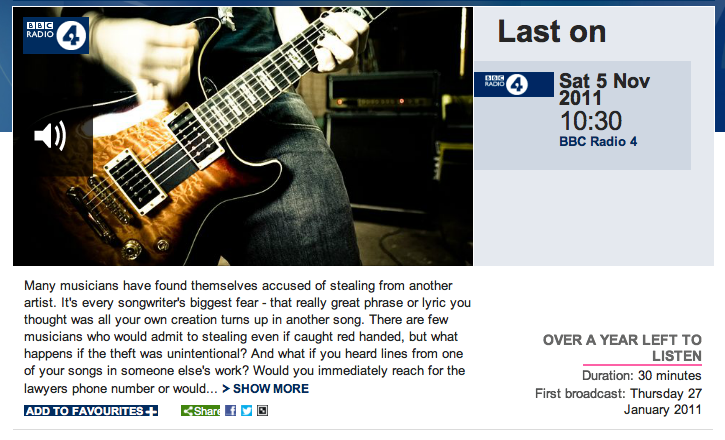 BBC
RADIO 4
Last on
BBC
RADIO 4
Sat 5 Nov
2011
10:30
BBC Radio 4
Many musicians have found themselves accused of stealing from another
artist. It's every songwriter's biggest fear - that really great phrase or lyric you
thought was all your own creation turns up in another song. There are few
musicians who would admit to stealing even if caught red handed, but what
happens if the theft was unintentional? And what if you heard lines from one
of your songs in someone else's work? Would you immediately reach for the
lawyers phone number or would... > SHOW MORE
ADD TO FAVOURITES +
Share
OVER A YEAR LEFT TO
LISTEN
Duration: 30 minutes
First broadcast: Thursday 27
January 2011